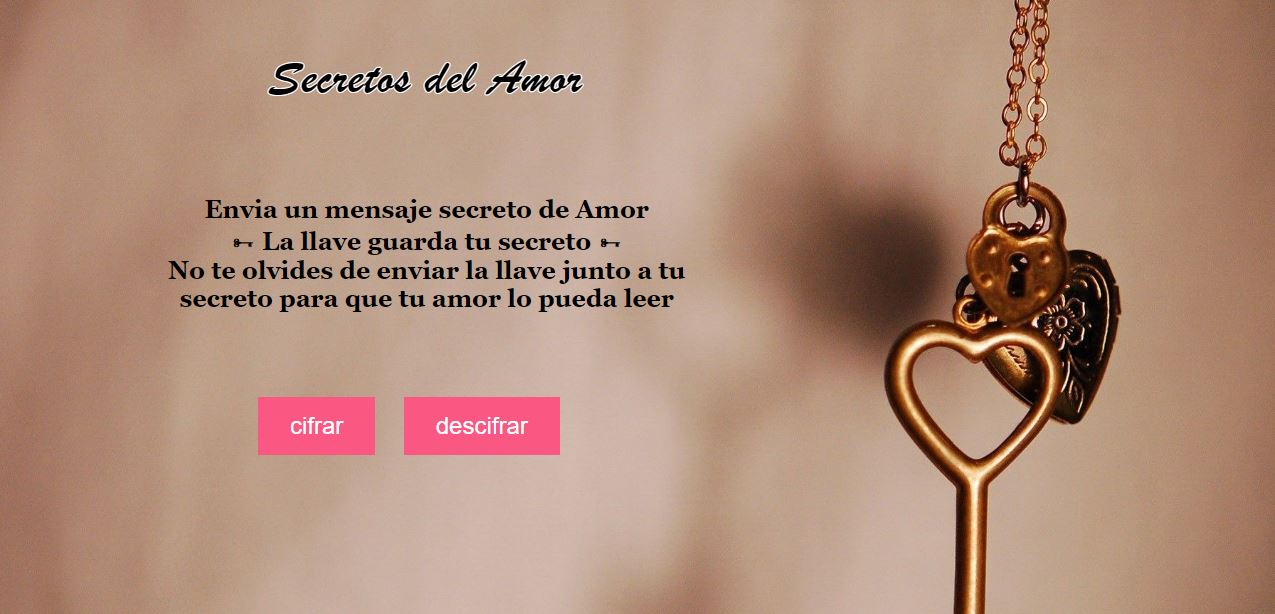 Secretos del Amor
Envia un mensaje secreto de Amor
🗝 La llave guarda tu secreto 🗝
No te olvides de enviar la llave junto a tu
secreto para que tu amor lo pueda leer
cifrar descifrar